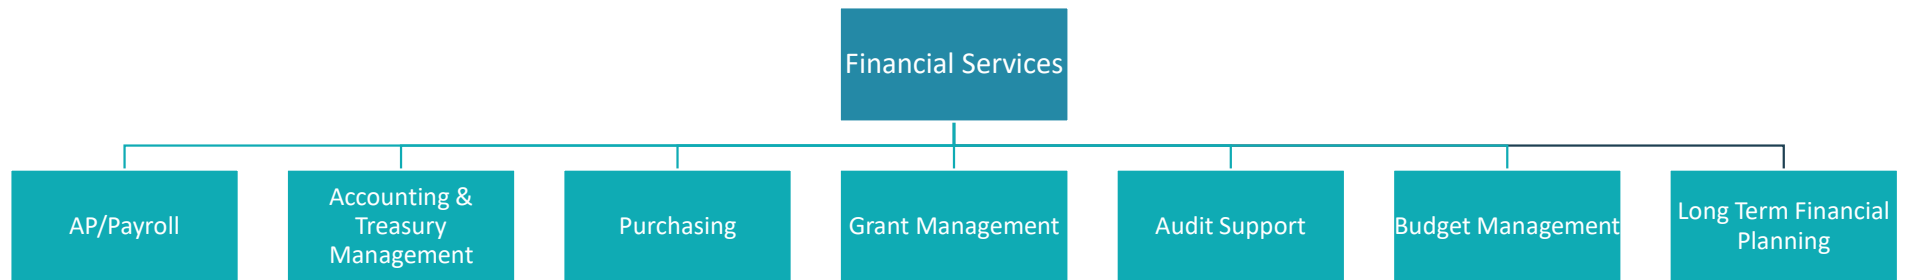 Financial Services
AP/Payroll
Accounting &
Treasury
Management
Purchasing
Grant Management
Audit Support
Budget Management
Long Term Financial
Planning